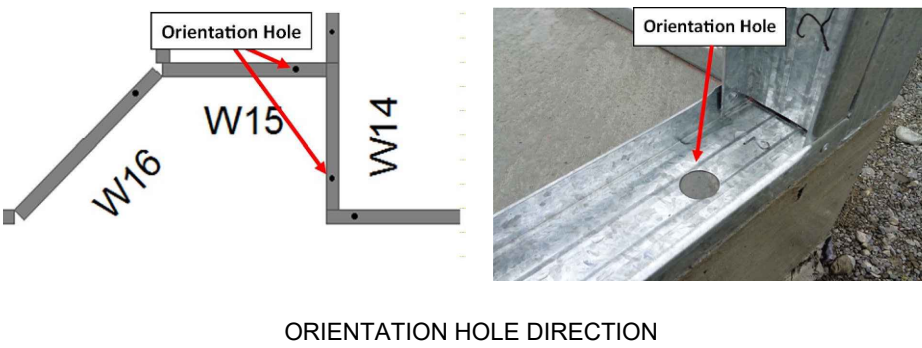 Orientation Hole
W15
W16
W14
Orientation Hole
ORIENTATION HOLE DIRECTION